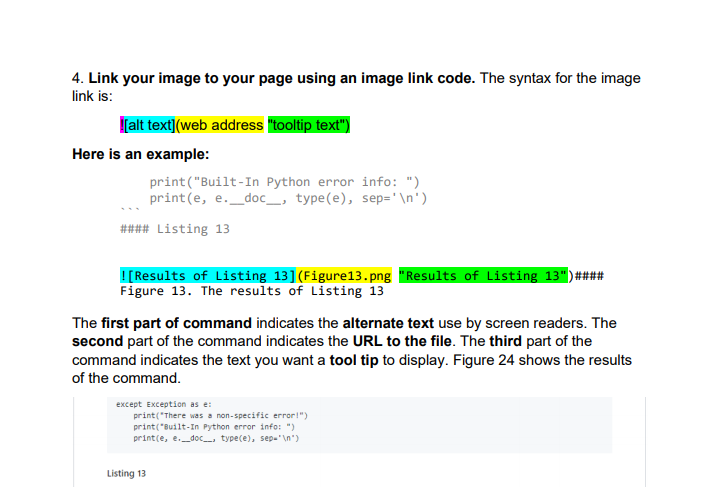 4. Link your image to your page using an image link code. The syntax for the image
link is:
![alt text](web address "tooltip text")
Here is an example:
print("Built-In Python error info: ")
print(e, e.__doc__, type(e), sep='\n')
```
#### Listing 13
![Results of Listing 13](Figure13.png "Results of Listing 13")####
Figure 13. The results of Listing 13
The first part of command indicates the alternate text use by screen readers. The
second part of the command indicates the URL to the file. The third part of the
command indicates the text you want a tool tip to display. Figure 24 shows the results
of the command.
except Exception as e:
print("There was a non-specific error!")
print("Built-In Python error info: ")
print(e, e.__doc__, type(e), sep='\n')
Listing 13